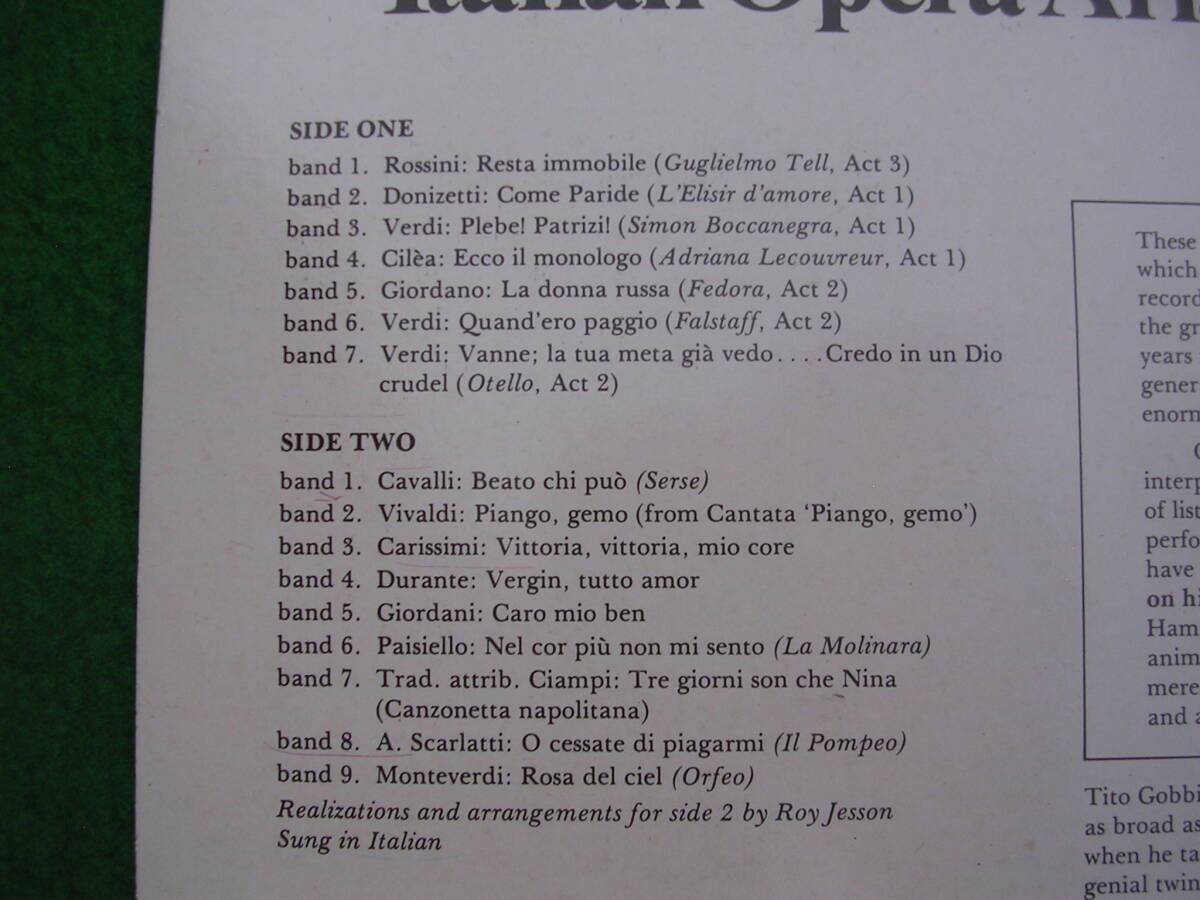 Italian Opera
SIDE ONE
band 1. Rossini: Resta immobile (Guglielmo Tell, Act 3)
band 2. Donizetti: Come Paride (L'Elisir d'amore, Act 1)
band 3. Verdi: Plebe! Patrizi! (Simon Boccanegra, Act 1)
band 4. Cilèa: Ecco il monologo (Adriana Lecouvreur, Act 1)
band 5. Giordano: La donna russa (Fedora, Act 2)
band 6. Verdi: Quand'ero paggio (Falstaff, Act 2)
band 7. Verdi: Vanne; la tua meta già vedo....Credo in un Dio
crudel (Otello, Act 2)
SIDE TWO
band 1. Cavalli: Beato chi può (Serse)
band 2. Vivaldi: Piango, gemo (from Cantata ‘Piango, gemo’)
band 3. Carissimi: Vittoria, vittoria, mio core
band 4. Durante: Vergin, tutto amor
band 5. Giordani: Caro mio ben
band 6. Paisiello: Nel cor più non mi sento (La Molinara)
band 7. Trad. attrib. Ciampi: Tre giorni son che Nina
(Canzonetta napolitana)
band 8. A. Scarlatti: O cessate di piagarmi (Il Pompeo)
band 9. Monteverdi: Rosa del ciel (Orfeo)
Realizations and arrangements for side 2 by Roy Jesson
Sung in Italian
These
which
record
the gr
years
gener
enorm
interp
of list
perfo
have
on hi
Ham
anim
mere
and a
Tito Gobbi
as broad as
when he ta
genial twin